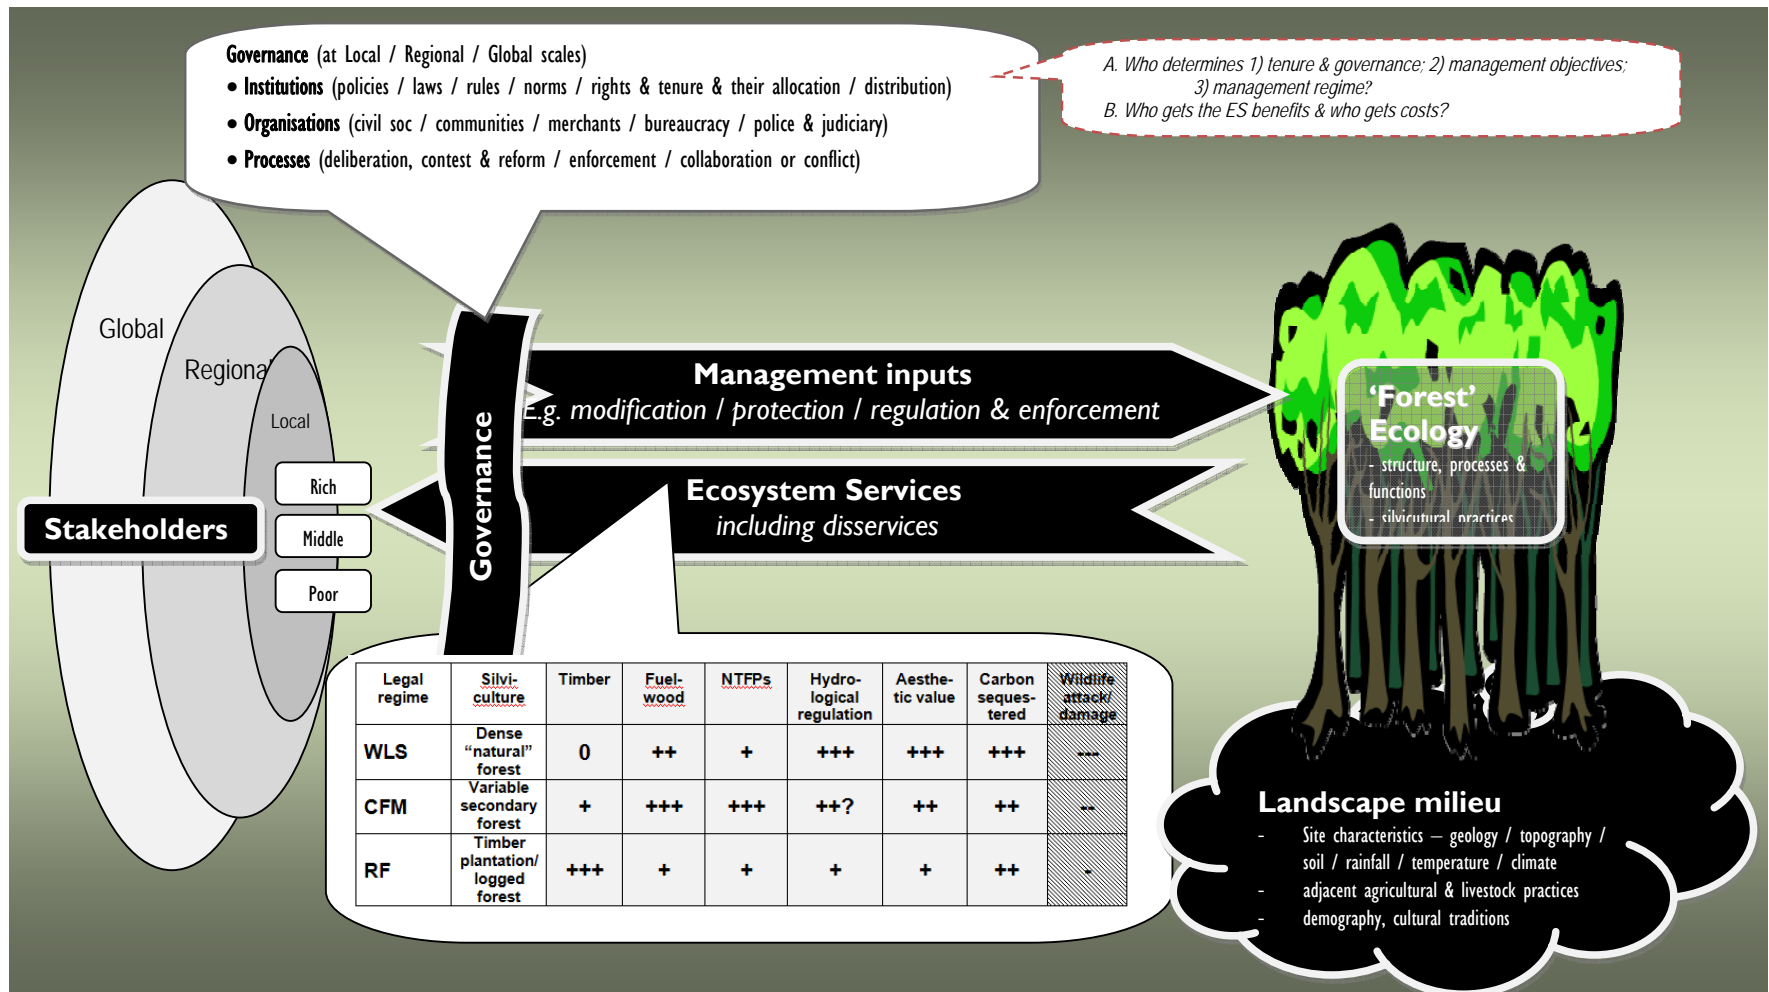 Governance (at Local / Regional / Global scales)
• Institutions (policies / laws / rules / norms / rights & tenure & their allocation / distribution)
• Organisations (civil soc / communities / merchants / bureaucracy / police & judiciary)
• Processes (deliberation, contest & reform / enforcement / collaboration or conflict)
A. Who determines 1) tenure & governance; 2) management objectives;
3) management regime?
B. Who gets the ES benefits & who gets costs?
Global
Regional
Local
Rich
Middle
Poor
Stakeholders
Governance
Management inputs
E.g. modification / protection / regulation & enforcement
Ecosystem Services
including disservices
‘Forest’
Ecology
- structure, processes &
functions
- silvicutural practices
Legal regime Silvi-culture Timber Fuel-wood NTFPs Hydro-logical regulation Aesthe-tic value Carbon seques-tered Wildlife attack/ damage
WLS Dense “natural” forest 0 ++ + +++ +++ +++ ---
CFM Variable secondary forest + +++ +++ ++? ++ ++ --
RF Timber plantation/ logged forest +++ + + + + ++ -
Landscape milieu
- Site characteristics – geology / topography /
soil / rainfall / temperature / climate
- adjacent agricultural & livestock practices
- demography, cultural traditions